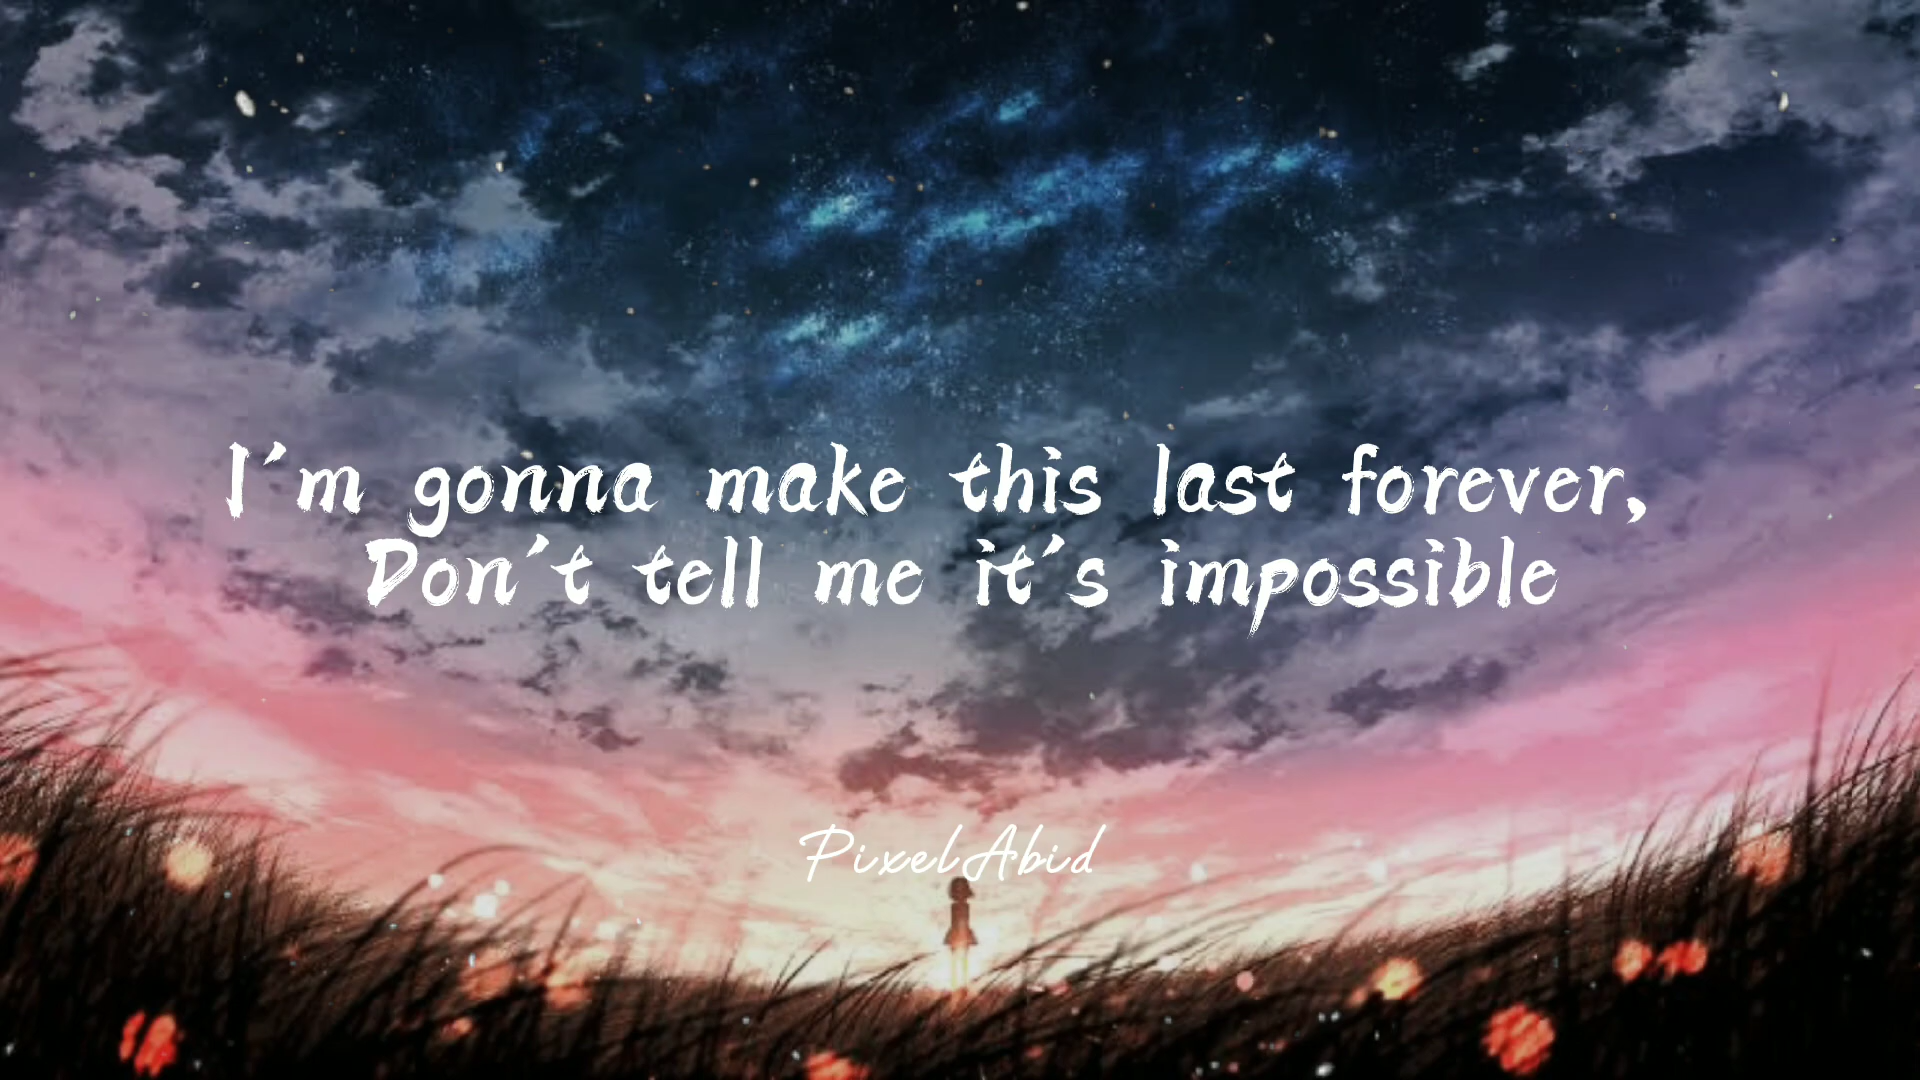 I'm gonna make this last forever,
Don't tell me it's impossible
PixelAbid